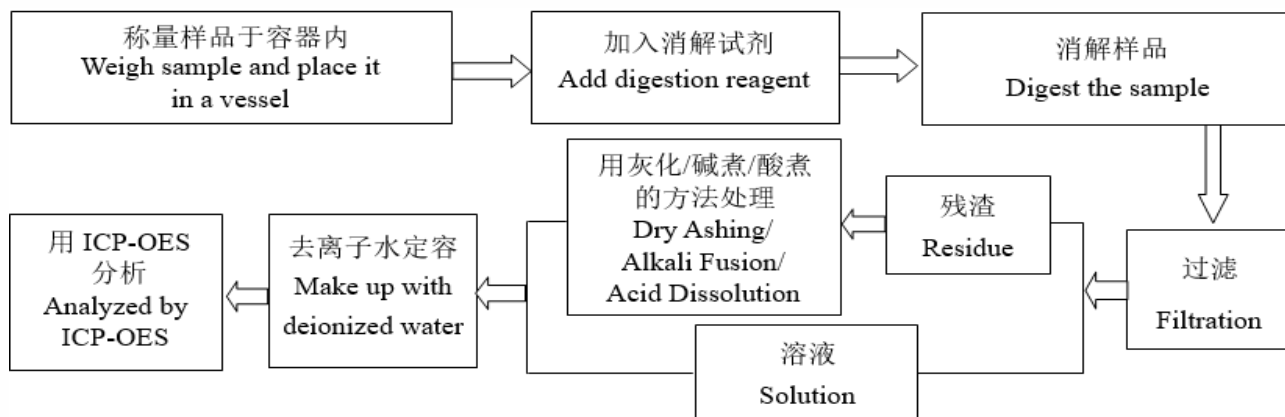 称量样品于容器内
Weigh sample and place it
in a vessel
加入消解试剂
Add digestion reagent
消解样品
Digest the sample
过滤
Filtration
残渣
Residue
用灰化/碱煮/酸煮
的方法处理
Dry Ashing/
Alkali Fusion/
Acid Dissolution
溶液
Solution
去离子水定容
Make up with
deionized water
用 ICP-OES
分析
Analyzed by
ICP-OES